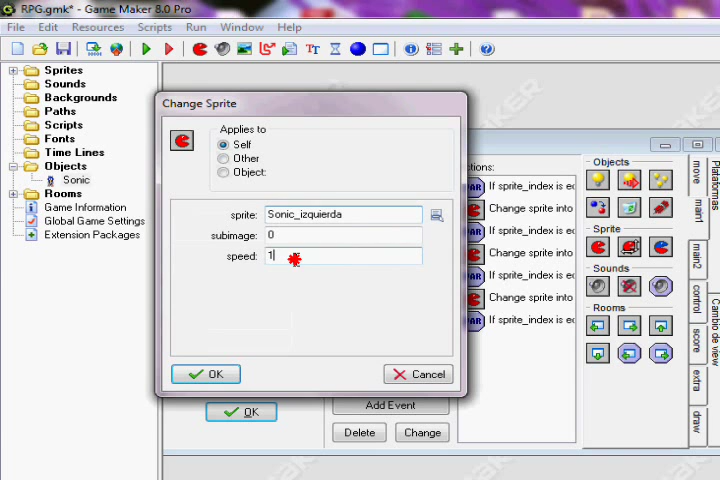 RPG.gmk* - Game Maker 8.0 Pro
File Edit Resources Scripts Run Window Help
Sprites
Sounds
Backgrounds
Paths
Scripts
Fonts
Time Lines
Objects
Sonic
Rooms
Game Information
Global Game Settings
Extension Packages
Change Sprite
Applies to
Self
Other
Object:
sprite: Sonic_izquierda
subimage: 0
speed: 1
OK
Cancel
OK
Add Event
Delete
Change
If sprite_index is ec
Change sprite into
If sprite_index is ec
Change sprite into
If sprite_index is ec
Change sprite into
If sprite_index is ec
Objects
Sprite
Sounds
Rooms
move
main1
main2
control
score
extra
draw
Plataformas
Cambio de view